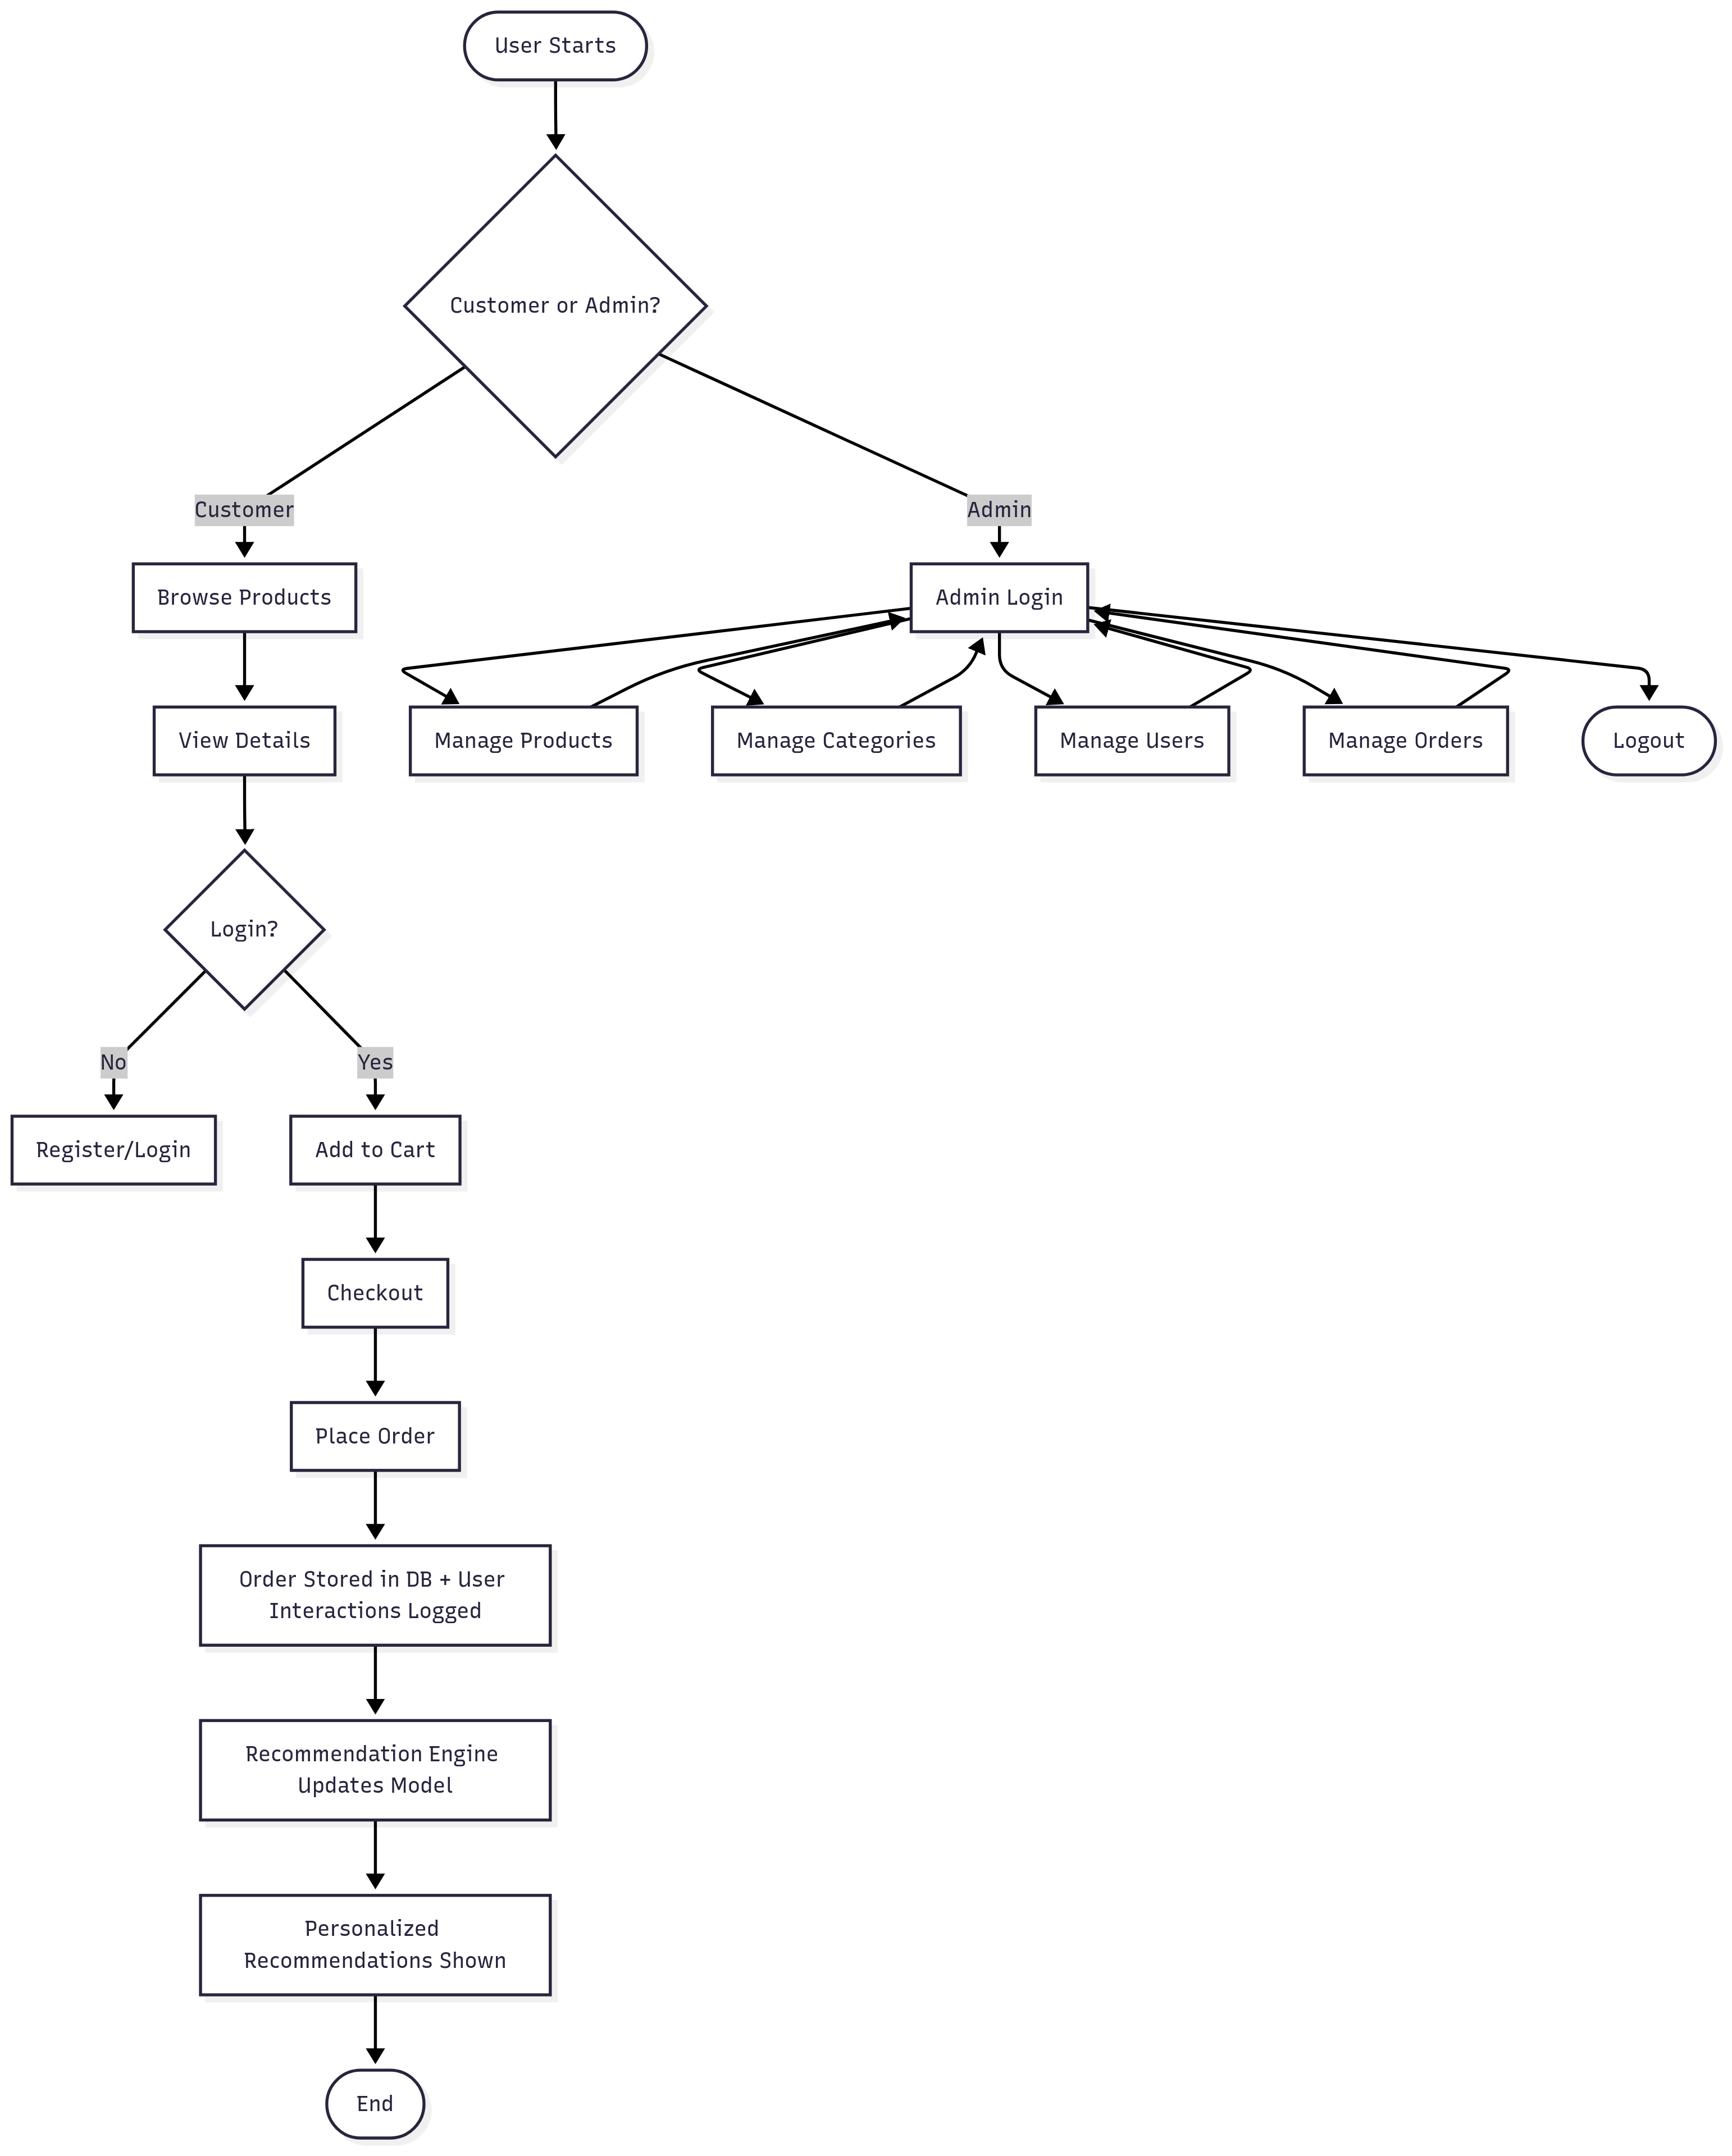 User Starts
Customer or Admin?
Customer
Admin
Browse Products
Admin Login
View Details
Manage Products
Manage Categories
Manage Users
Manage Orders
Logout
Login?
No
Yes
Register/Login
Add to Cart
Checkout
Place Order
Order Stored in DB + User
Interactions Logged
Recommendation Engine
Updates Model
Personalized
Recommendations Shown
End